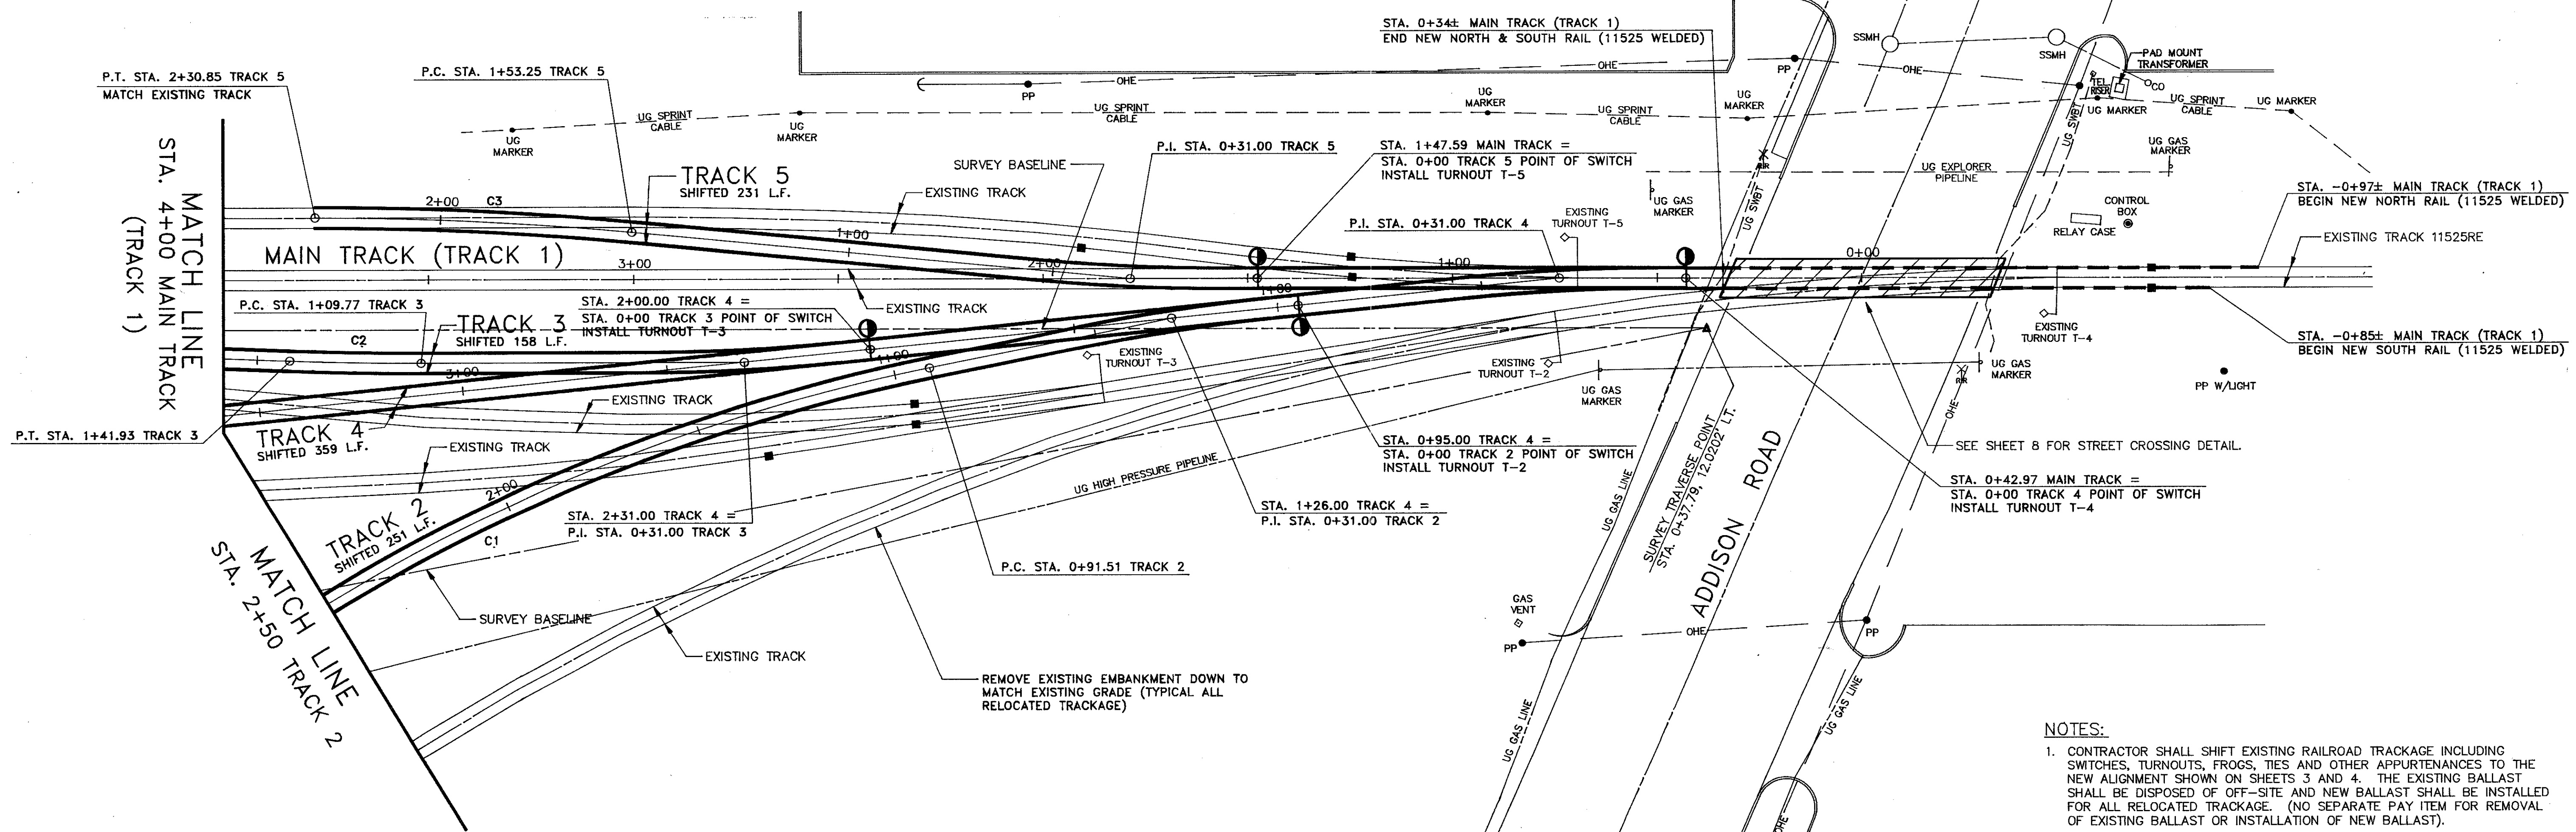 STA. 0+34± MAIN TRACK (TRACK 1)
END NEW NORTH & SOUTH RAIL (11525 WELDED)
P.T. STA. 2+30.85 TRACK 5
MATCH EXISTING TRACK
P.C. STA. 1+53.25 TRACK 5
OHE
OHE
OHE
PP
PP
SSMH
SSMH
PAD MOUNT
TRANSFORMER
TEL
RISER
CO
UG MARKER
UG SPRINT
CABLE
UG MARKER
UG SPRINT
CABLE
UG
MARKER
UG
MARKER
UG SPRINT
CABLE
UG
MARKER
UG SPRINT
CABLE
UG
MARKER
UG SWBT
UG SWBT
UG GAS
MARKER
UG EXPLORER
PIPELINE
RR
UG GAS
MARKER
MATCH LINE
STA. 4+00 MAIN TRACK
(TRACK 1)
TRACK 5
SHIFTED 231 L.F.
SURVEY BASELINE
EXISTING TRACK
P.I. STA. 0+31.00 TRACK 5
STA. 1+47.59 MAIN TRACK =
STA. 0+00 TRACK 5 POINT OF SWITCH
INSTALL TURNOUT T-5
P.I. STA. 0+31.00 TRACK 4
EXISTING
TURNOUT T-5
CONTROL
BOX
RELAY CASE
STA. -0+97± MAIN TRACK (TRACK 1)
BEGIN NEW NORTH RAIL (11525 WELDED)
EXISTING TRACK 11525RE
2+00
C3
1+00
MAIN TRACK (TRACK 1)
3+00
2+00
1+00
0+00
EXISTING TRACK
P.C. STA. 1+09.77 TRACK 3
STA. 2+00.00 TRACK 4 =
STA. 0+00 TRACK 3 POINT OF SWITCH
INSTALL TURNOUT T-3
TRACK 3
SHIFTED 158 L.F.
C2
1+00
1+00
3+00
EXISTING
TURNOUT T-3
EXISTING
TURNOUT T-2
EXISTING
TURNOUT T-4
STA. -0+85± MAIN TRACK (TRACK 1)
BEGIN NEW SOUTH RAIL (11525 WELDED)
UG GAS
MARKER
UG GAS
MARKER
RR
PP W/LIGHT
EXISTING TRACK
P.T. STA. 1+41.93 TRACK 3
TRACK 4
SHIFTED 359 L.F.
EXISTING TRACK
STA. 0+95.00 TRACK 4 =
STA. 0+00 TRACK 2 POINT OF SWITCH
INSTALL TURNOUT T-2
SURVEY TRAVERSE POINT
STA. 0+37.79, 12.0202' LT.
ADDISON ROAD
OHE
SEE SHEET 8 FOR STREET CROSSING DETAIL.
STA. 0+42.97 MAIN TRACK =
STA. 0+00 TRACK 4 POINT OF SWITCH
INSTALL TURNOUT T-4
UG HIGH PRESSURE PIPELINE
UG GAS LINE
2+00
TRACK 2
SHIFTED 251 L.F.
C1
STA. 2+31.00 TRACK 4 =
P.I. STA. 0+31.00 TRACK 3
STA. 1+26.00 TRACK 4 =
P.I. STA. 0+31.00 TRACK 2
P.C. STA. 0+91.51 TRACK 2
MATCH LINE
STA. 2+50 TRACK 2
SURVEY BASELINE
EXISTING TRACK
GAS
VENT
PP
OHE
PP
REMOVE EXISTING EMBANKMENT DOWN TO
MATCH EXISTING GRADE (TYPICAL ALL
RELOCATED TRACKAGE)
UG GAS LINE
UG GAS LINE
OHE
NOTES:
1. CONTRACTOR SHALL SHIFT EXISTING RAILROAD TRACKAGE INCLUDING
SWITCHES, TURNOUTS, FROGS, TIES AND OTHER APPURTENANCES TO THE
NEW ALIGNMENT SHOWN ON SHEETS 3 AND 4. THE EXISTING BALLAST
SHALL BE DISPOSED OF OFF-SITE AND NEW BALLAST SHALL BE INSTALLED
FOR ALL RELOCATED TRACKAGE. (NO SEPARATE PAY ITEM FOR REMOVAL
OF EXISTING BALLAST OR INSTALLATION OF NEW BALLAST).